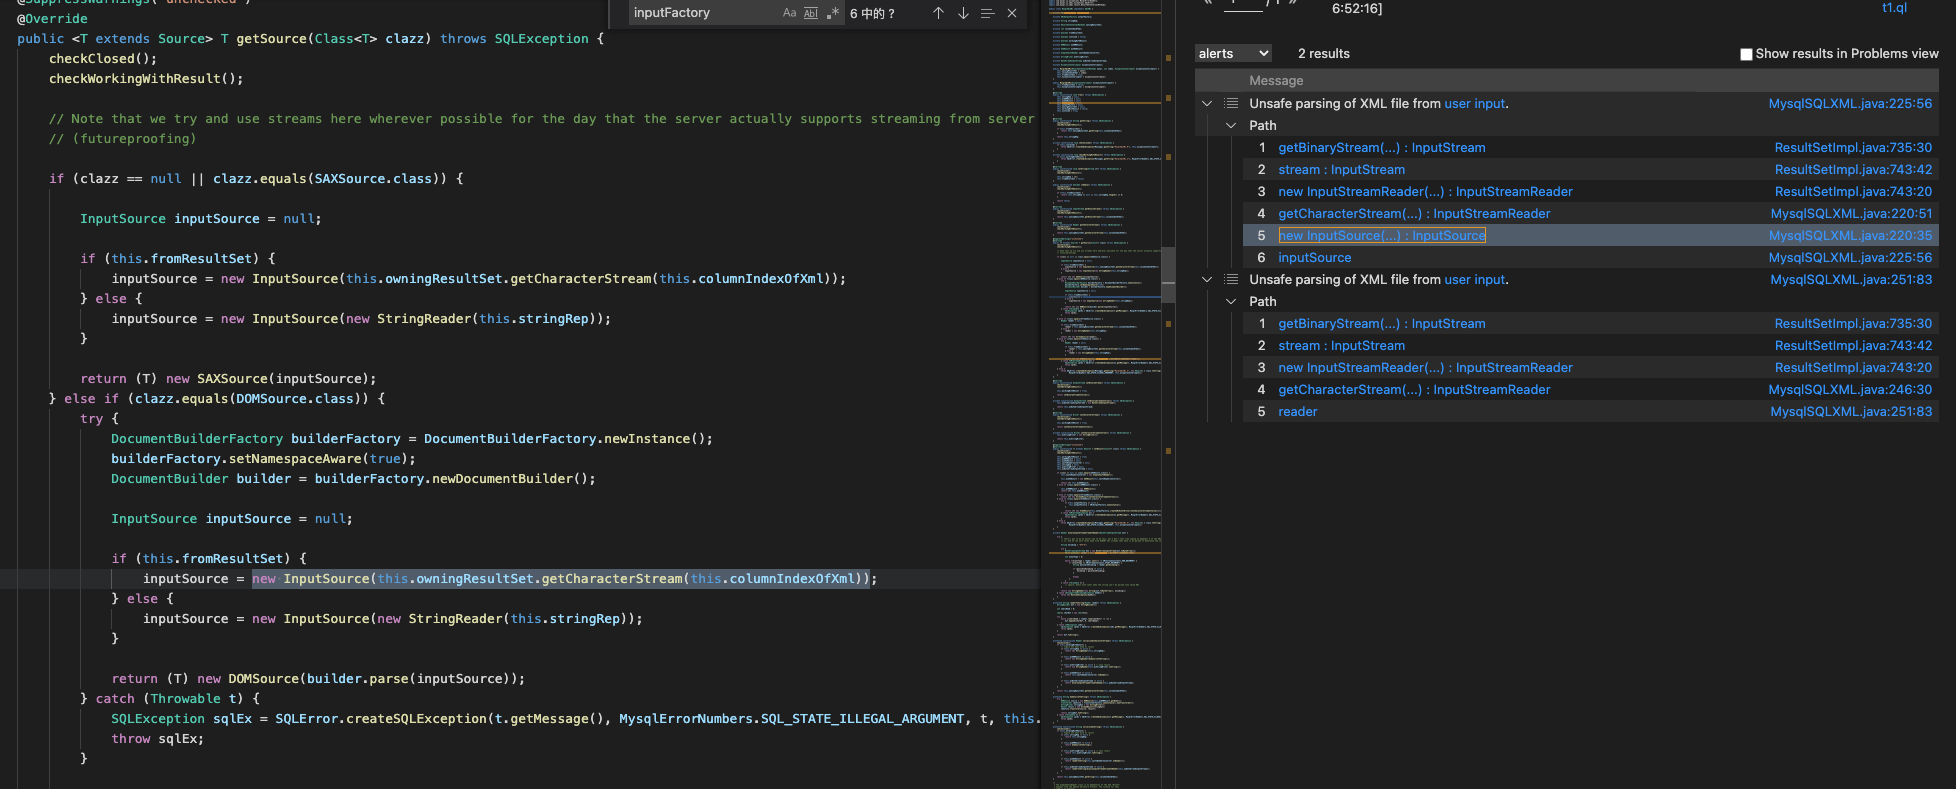 @Override
public <T extends Source> T getSource(Class<T> clazz) throws SQLException {
checkClosed();
checkWorkingWithResult();
// Note that we try and use streams here wherever possible for the day that the server actually supports streaming from server
// (futureproofing)
if (clazz == null || clazz.equals(SAXSource.class)) {
InputSource inputSource = null;
if (this.fromResultSet) {
inputSource = new InputSource(this.owningResultSet.getCharacterStream(this.columnIndexOfXml));
} else {
inputSource = new InputSource(new StringReader(this.stringRep));
}
return (T) new SAXSource(inputSource);
} else if (clazz.equals(DOMSource.class)) {
try {
DocumentBuilderFactory builderFactory = DocumentBuilderFactory.newInstance();
builderFactory.setNamespaceAware(true);
DocumentBuilder builder = builderFactory.newDocumentBuilder();
InputSource inputSource = null;
if (this.fromResultSet) {
inputSource = new InputSource(this.owningResultSet.getCharacterStream(this.columnIndexOfXml));
} else {
inputSource = new InputSource(new StringReader(this.stringRep));
}
return (T) new DOMSource(builder.parse(inputSource));
} catch (Throwable t) {
SQLException sqlEx = SQLError.createSQLException(t.getMessage(), MysqlErrorNumbers.SQL_STATE_ILLEGAL_ARGUMENT, t, this.
throw sqlEx;
}
inputFactory Aa Abl .* 6 中的 ?
6:52:16] t1.ql
alerts 2 results Show results in Problems view
Message
Unsafe parsing of XML file from user input. MysqlSQLXML.java:225:56
Path
1 getBinaryStream(...) : InputStream ResultSetImpl.java:735:30
2 stream : InputStream ResultSetImpl.java:743:42
3 new InputStreamReader(...) : InputStreamReader ResultSetImpl.java:743:20
4 getCharacterStream(...) : InputStreamReader MysqlSQLXML.java:220:51
5 new InputSource(...) : InputSource MysqlSQLXML.java:220:35
6 inputSource MysqlSQLXML.java:225:56
Unsafe parsing of XML file from user input. MysqlSQLXML.java:251:83
Path
1 getBinaryStream(...) : InputStream ResultSetImpl.java:735:30
2 stream : InputStream ResultSetImpl.java:743:42
3 new InputStreamReader(...) : InputStreamReader ResultSetImpl.java:743:20
4 getCharacterStream(...) : InputStreamReader MysqlSQLXML.java:246:30
5 reader MysqlSQLXML.java:251:83